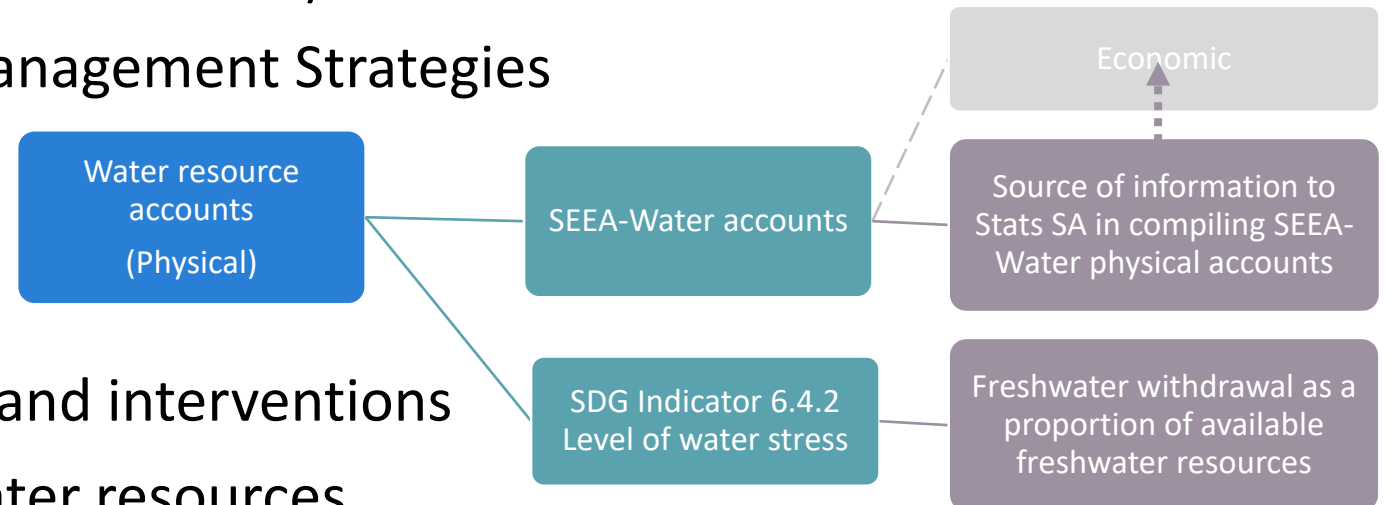 anagement Strategies
Economic
Water resource
accounts
(Physical)
SEEA-Water accounts
Source of information to
Stats SA in compiling SEEA-
Water physical accounts
and interventions
SDG Indicator 6.4.2
Level of water stress
Freshwater withdrawal as a
proportion of available
freshwater resources
ater resources